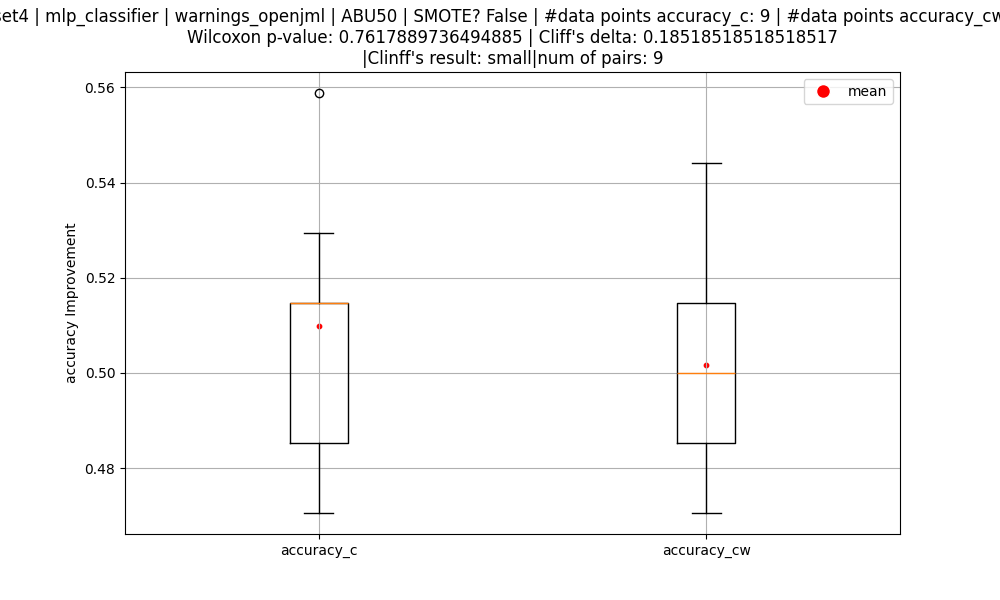 set4 | mlp_classifier | warnings_openjml | ABU50 | SMOTE? False | #data points accuracy_c: 9 | #data points accuracy_cw
Wilcoxon p-value: 0.7617889736494885 | Cliff's delta: 0.18518518518518517
|Clinff's result: small|num of pairs: 9
mean
0.56
0.54
0.52
0.50
0.48
accuracy Improvement
accuracy_c
accuracy_cw